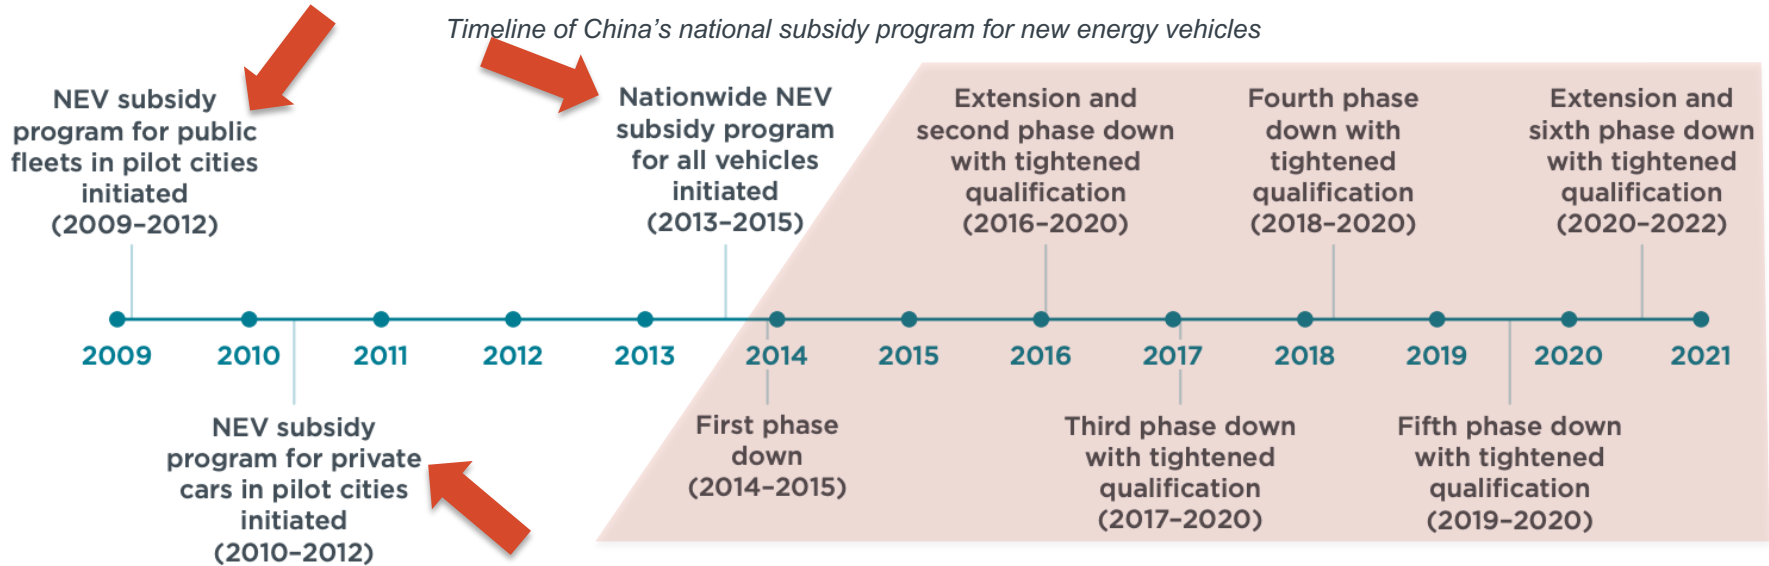 Timeline of China's national subsidy program for new energy vehicles
NEV subsidy
program for public
fleets in pilot cities
initiated
(2009–2012)
Nationwide NEV
subsidy program
for all vehicles
initiated
(2013–2015)
Extension and
second phase down
with tightened
qualification
(2016–2020)
Fourth phase
down with
tightened
qualification
(2018–2020)
Extension and
sixth phase down
with tightened
qualification
(2020–2022)
2009 2010 2011 2012 2013 2014 2015 2016 2017 2018 2019 2020 2021
NEV subsidy
program for private
cars in pilot cities
initiated
(2010–2012)
First phase
down
(2014–2015)
Third phase down
with tightened
qualification
(2017–2020)
Fifth phase down
with tightened
qualification
(2019–2020)